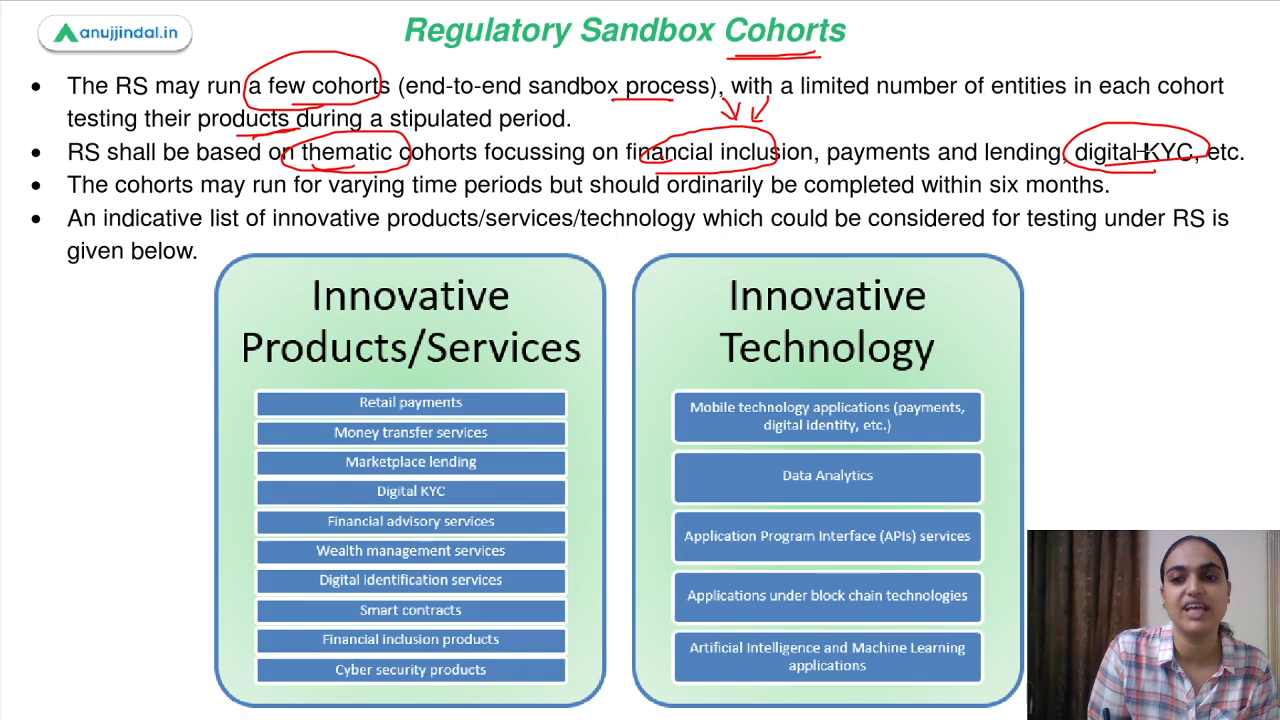 anujjindal.in
Regulatory Sandbox Cohorts
• The RS may run a few cohorts (end-to-end sandbox process), with a limited number of entities in each cohort
testing their products during a stipulated period.
• RS shall be based on thematic cohorts focussing on financial inclusion, payments and lending, digital KYC, etc.
• The cohorts may run for varying time periods but should ordinarily be completed within six months.
• An indicative list of innovative products/services/technology which could be considered for testing under RS is
given below.
Innovative
Products/Services
Retail payments
Money transfer services
Marketplace lending
Digital KYC
Financial advisory services
Wealth management services
Digital identification services
Smart contracts
Financial inclusion products
Cyber security products
Innovative
Technology
Mobile technology applications (payments,
digital identity, etc.)
Data Analytics
Application Program Interface (APIs) services
Applications under block chain technologies
Artificial Intelligence and Machine Learning
applications